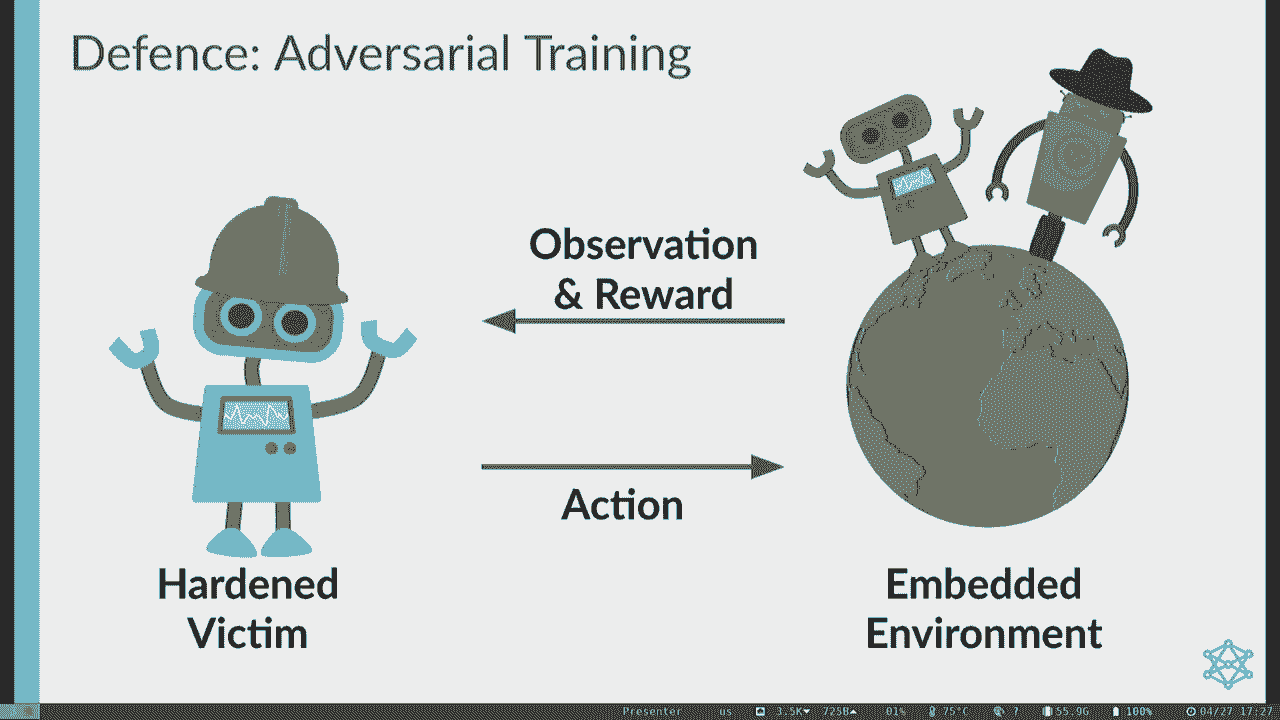 Defence: Adversarial Training
Observation
& Reward
Action
Hardened
Victim
Embedded
Environment
Presenter us 3.5K 725B 01% 75°C ? 55.9G 100% 04/27 17:27